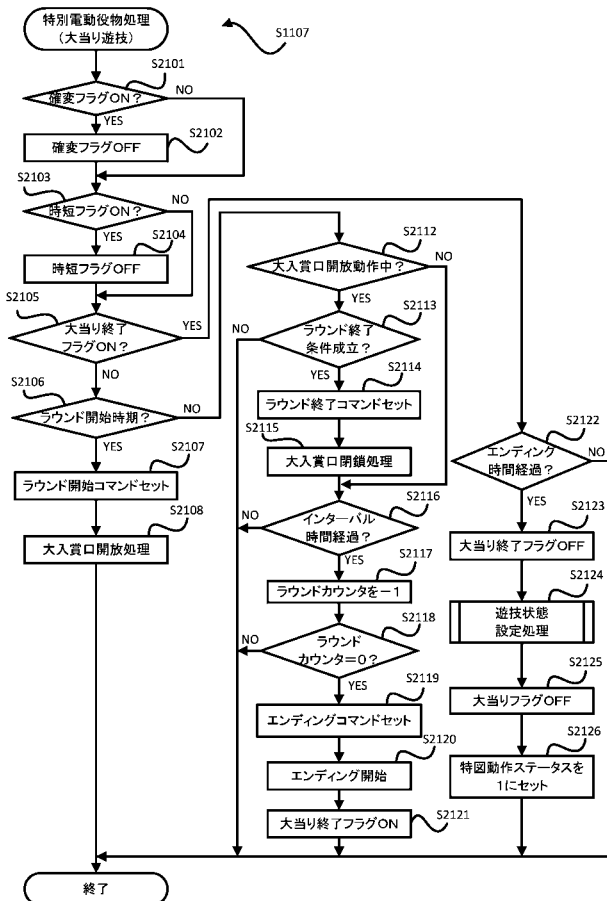 特別電動役物処理
(大当り遊技)
S1107
S2101
確変フラグON?
NO
YES
S2102
確変フラグOFF
S2103
時短フラグON?
NO
YES
S2104
時短フラグOFF
S2105
大当り終了
フラグON?
YES
NO
S2106
ラウンド開始時期?
NO
YES
S2107
ラウンド開始コマンドセット
S2108
大入賞口開放処理
S2112
大入賞口開放動作中?
NO
YES
S2113
ラウンド終了
条件成立?
NO
YES
S2114
ラウンド終了コマンドセット
S2115
大入賞口閉鎖処理
S2116
インターバル
時間経過?
NO
YES
S2117
ラウンドカウンタを-1
S2118
ラウンド
カウンタ=0?
NO
YES
S2119
エンディングコマンドセット
S2120
エンディング開始
S2121
大当り終了フラグON
S2122
エンディング
時間経過?
NO
YES
S2123
大当り終了フラグOFF
S2124
遊技状態
設定処理
S2125
大当りフラグOFF
S2126
特図動作ステータスを
1にセット
終了